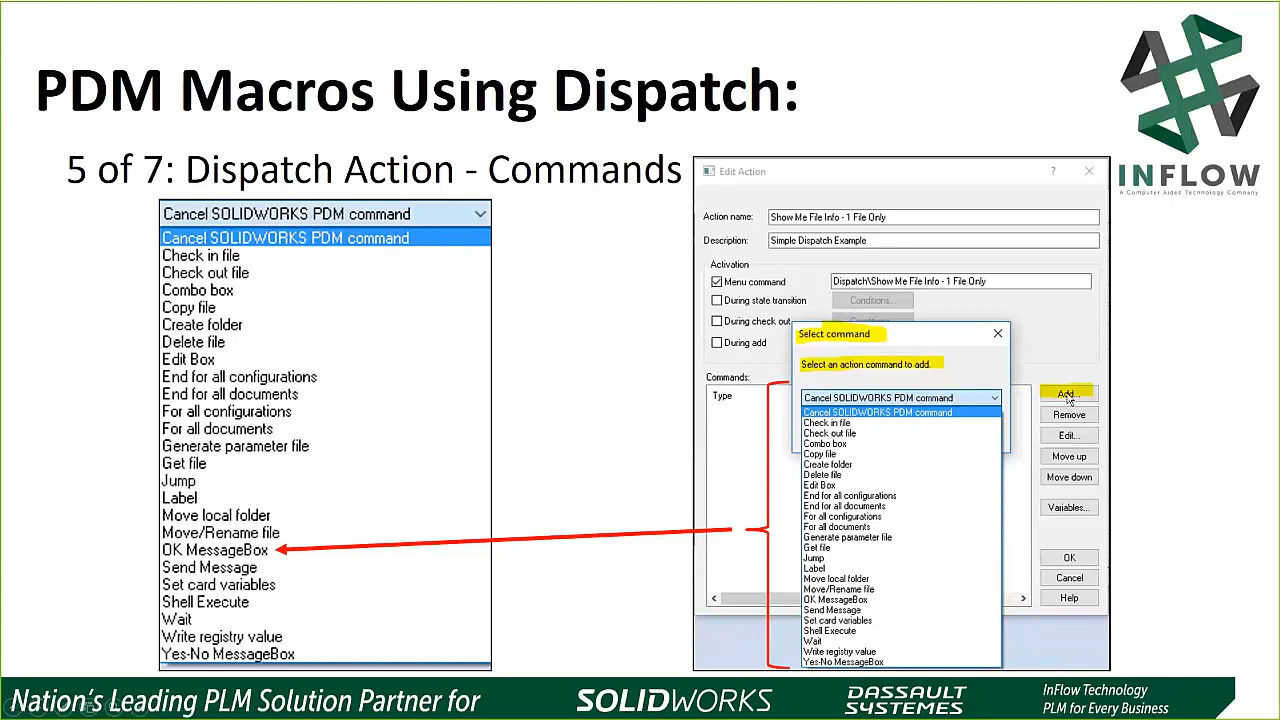 PDM Macros Using Dispatch:
INFLOW
A Computer Aided Technology Company
5 of 7: Dispatch Action - Commands
Cancel SOLIDWORKS PDM command
Cancel SOLIDWORKS PDM command
Check in file
Check out file
Combo box
Copy file
Create folder
Delete file
Edit Box
End for all configurations
End for all documents
For all configurations
For all documents
Generate parameter file
Get file
Jump
Label
Move local folder
Move/Rename file
OK MessageBox
Send Message
Set card variables
Shell Execute
Wait
Write registry value
Yes-No MessageBox
Edit Action
?
Action name: Show Me File Info - 1 File Only
Description: Simple Dispatch Example
Activation
Menu command Dispatch\Show Me File Info - 1 File Only
During state transition Conditions...
During check out Conditions...
During add
Select command
Select an action command to add.
Commands:
Type
Cancel SOLIDWORKS PDM command
Cancel SOLIDWORKS PDM command
Check in file
Check out file
Combo box
Copy file
Create folder
Delete file
Edit Box
End for all configurations
End for all documents
For all configurations
For all documents
Generate parameter file
Get file
Jump
Label
Move local folder
Move/Rename file
OK MessageBox
Send Message
Set card variables
Shell Execute
Wait
Write registry value
Yes-No MessageBox
Add...
Remove
Edit...
Move up
Move down
Variables...
OK
Cancel
Help
Nation's Leading PLM Solution Partner for
SOLIDWORKS
DASSAULT
SYSTEMES
InFlow Technology
PLM for Every Business